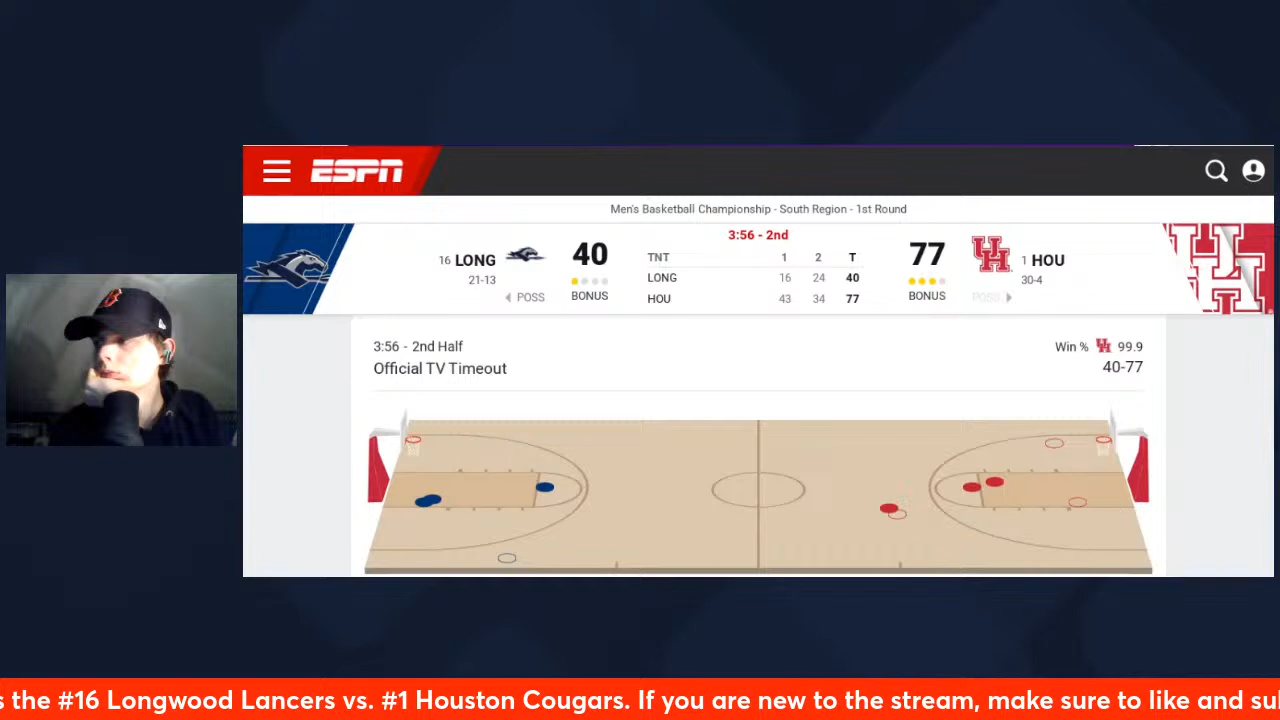 ESPN
Men's Basketball Championship - South Region - 1st Round
16 LONG
21-13
POSS
40
BONUS
3:56 - 2nd
TNT 1 2 T
LONG 16 24 40
HOU 43 34 77
77
BONUS
1 HOU
30-4
POSS
3:56 - 2nd Half
Official TV Timeout
Win % 99.9
40-77
s the #16 Longwood Lancers vs. #1 Houston Cougars. If you are new to the stream, make sure to like and su